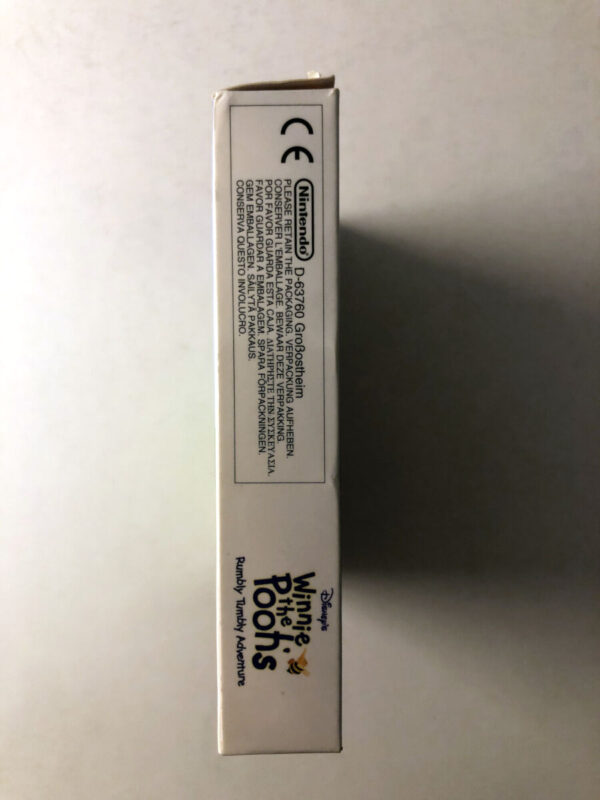 CE
Nintendo® D-63760 Großostheim
PLEASE RETAIN THE PACKAGING. VERPACKUNG AUFHEBEN.
CONSERVER L'EMBALLAGE. BEWAAR DEZE VERPAKKING.
POR FAVOR GUARDA ESTA CAJA. ΔΙΑΤΗΡΗΣΤΕ ΤΗΝ ΣΥΣΚΕΥΑΣΙΑ.
FAVOR GUARDAR A EMBALAGEM. SPARA FÖRPACKNINGEN.
GEM EMBALLAGEN. SÄILYTÄ PAKKAUS.
CONSERVA QUESTO INVOLUCRO.
Disney's
Winnie
the
Pooh's
Rumbly Tumbly Adventure